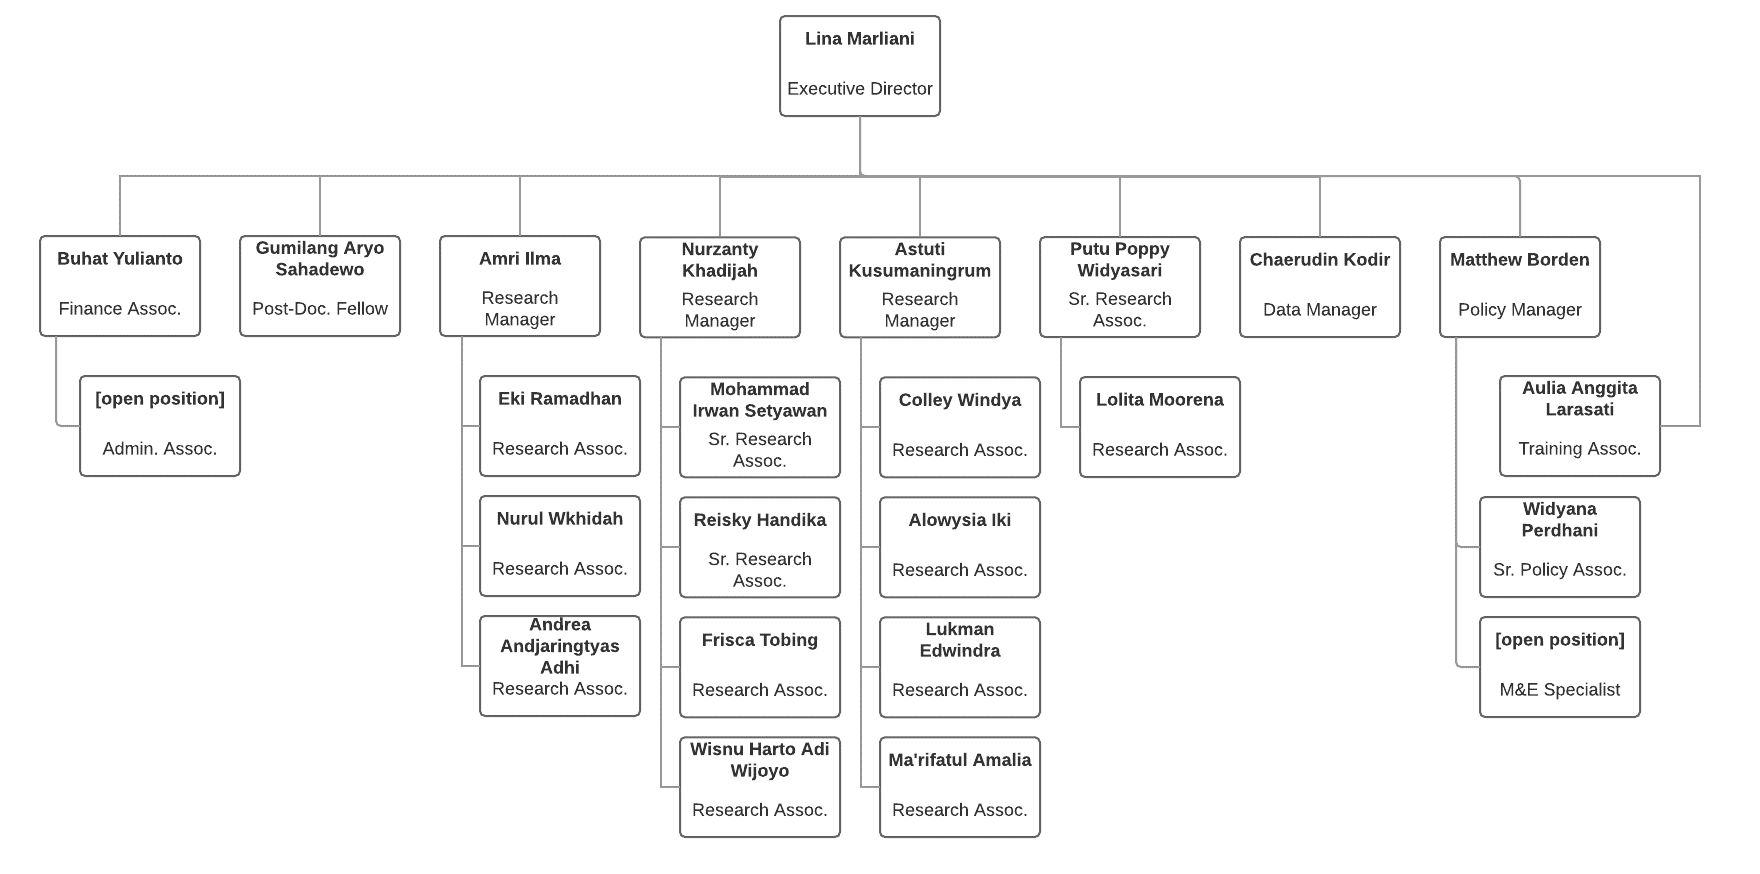 Lina Marliani
Executive Director
Buhat Yulianto
Finance Assoc.
Gumilang Aryo
Sahadewo
Post-Doc. Fellow
Amri Ilma
Research
Manager
Nurzanty
Khadijah
Research
Manager
Astuti
Kusumaningrum
Research
Manager
Putu Poppy
Widyasari
Sr. Research
Assoc.
Chaerudin Kodir
Data Manager
Matthew Borden
Policy Manager
[open position]
Admin. Assoc.
Eki Ramadhan
Research Assoc.
Nurul Wkhidah
Research Assoc.
Andrea
Andjaringtyas
Adhi
Research Assoc.
Mohammad
Irwan Setyawan
Sr. Research
Assoc.
Reisky Handika
Sr. Research
Assoc.
Frisca Tobing
Research Assoc.
Wisnu Harto Adi
Wijoyo
Research Assoc.
Colley Windya
Research Assoc.
Alowysia Iki
Research Assoc.
Lukman
Edwindra
Research Assoc.
Ma'rifatul Amalia
Research Assoc.
Lolita Moorena
Research Assoc.
Aulia Anggita
Larasati
Training Assoc.
Widyana
Perdhani
Sr. Policy Assoc.
[open position]
M&E Specialist